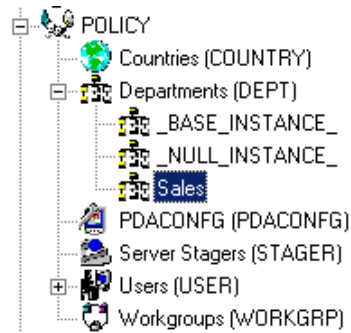 POLICY
Countries (COUNTRY)
Departments (DEPT)
_BASE_INSTANCE_
_NULL_INSTANCE_
Sales
PDACONFG (PDACONFG)
Server Stagers (STAGER)
Users (USER)
Workgroups (WORKGRP)